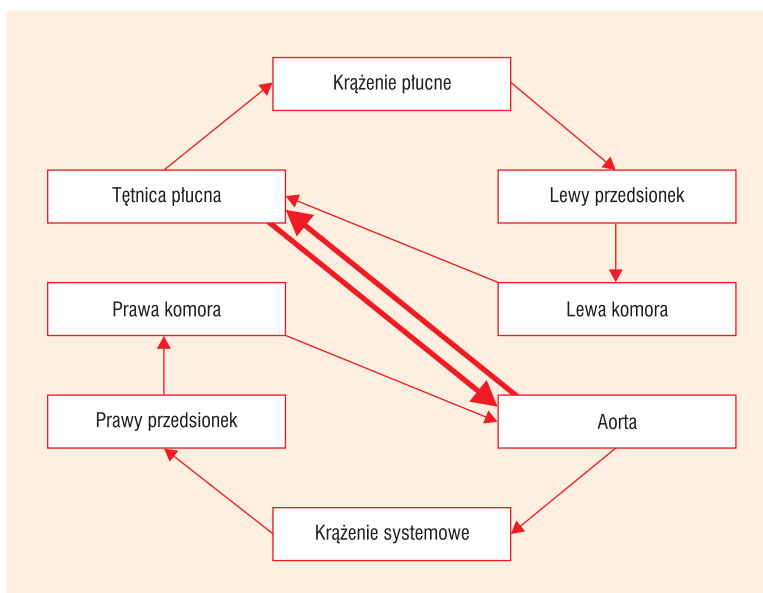 Krążenie płucne
Tętnica płucna
Lewy przedsionek
Prawa komora
Lewa komora
Prawy przedsionek
Aorta
Krążenie systemowe